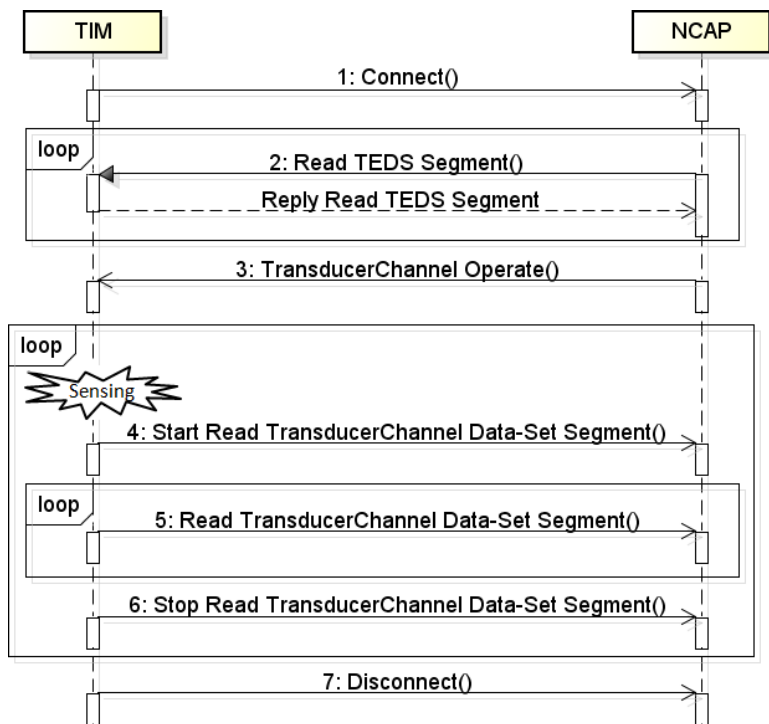 TIM
NCAP
1: Connect()
loop
2: Read TEDS Segment()
Reply Read TEDS Segment
3: TransducerChannel Operate()
loop
Sensing
4: Start Read TransducerChannel Data-Set Segment()
loop
5: Read TransducerChannel Data-Set Segment()
6: Stop Read TransducerChannel Data-Set Segment()
7: Disconnect()